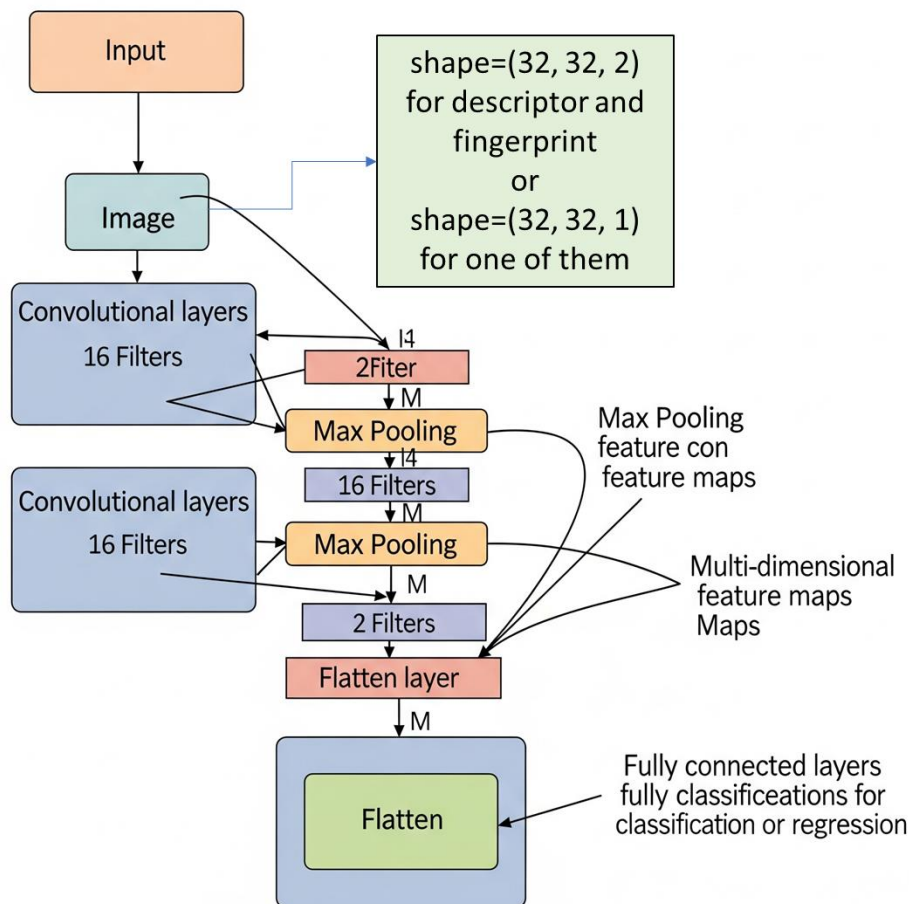 Input
shape=(32, 32, 2)
for descriptor and
fingerprint
or
shape=(32, 32, 1)
for one of them
Image
Convolutional layers
16 Filters
I4
2Fiter
M
Max Pooling
I4
16 Filters
M
Max Pooling
feature con
feature maps
Convolutional layers
16 Filters
Max Pooling
M
2 Filters
Multi-dimensional
feature maps
Maps
Flatten layer
M
Flatten
Fully connected layers
fully classificeations for
classification or regression